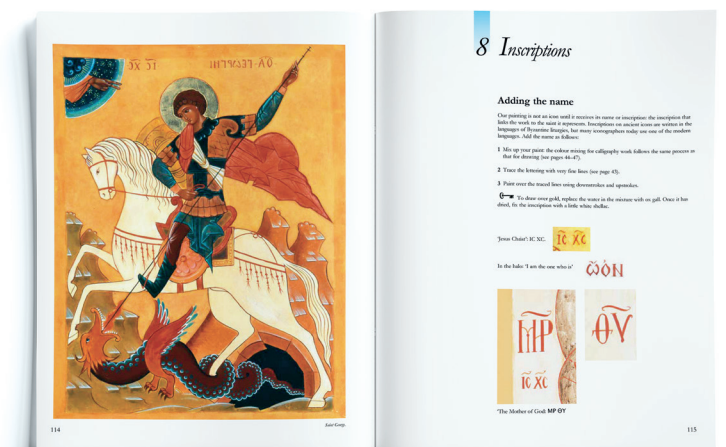 IC XC
Saint George.
114
8 Inscriptions
Adding the name
Our painting is not an icon until it receives its name or inscription: the inscription that
links the work to the saint it represents. Inscriptions on ancient icons are written in the
languages of Byzantine liturgies, but many iconographers today use one of the modern
languages. Add the name as follows:
1 Mix up your paint: the colour mixing for calligraphy work follows the same process as
that for drawing (see pages 44–47).
2 Trace the lettering with very fine lines (see page 45).
3 Paint over the traced lines using downstrokes and upstrokes.
To draw over gold, replace the water in the mixture with ox gall. Once it has
dried, fix the inscription with a little white shellac.
'Jesus Christ': IC XC.
IC XC
In the halo: 'I am the one who is'
ѾÓN
MP
ΘΥ
IC XC
'The Mother of God: MP ΘΥ
115